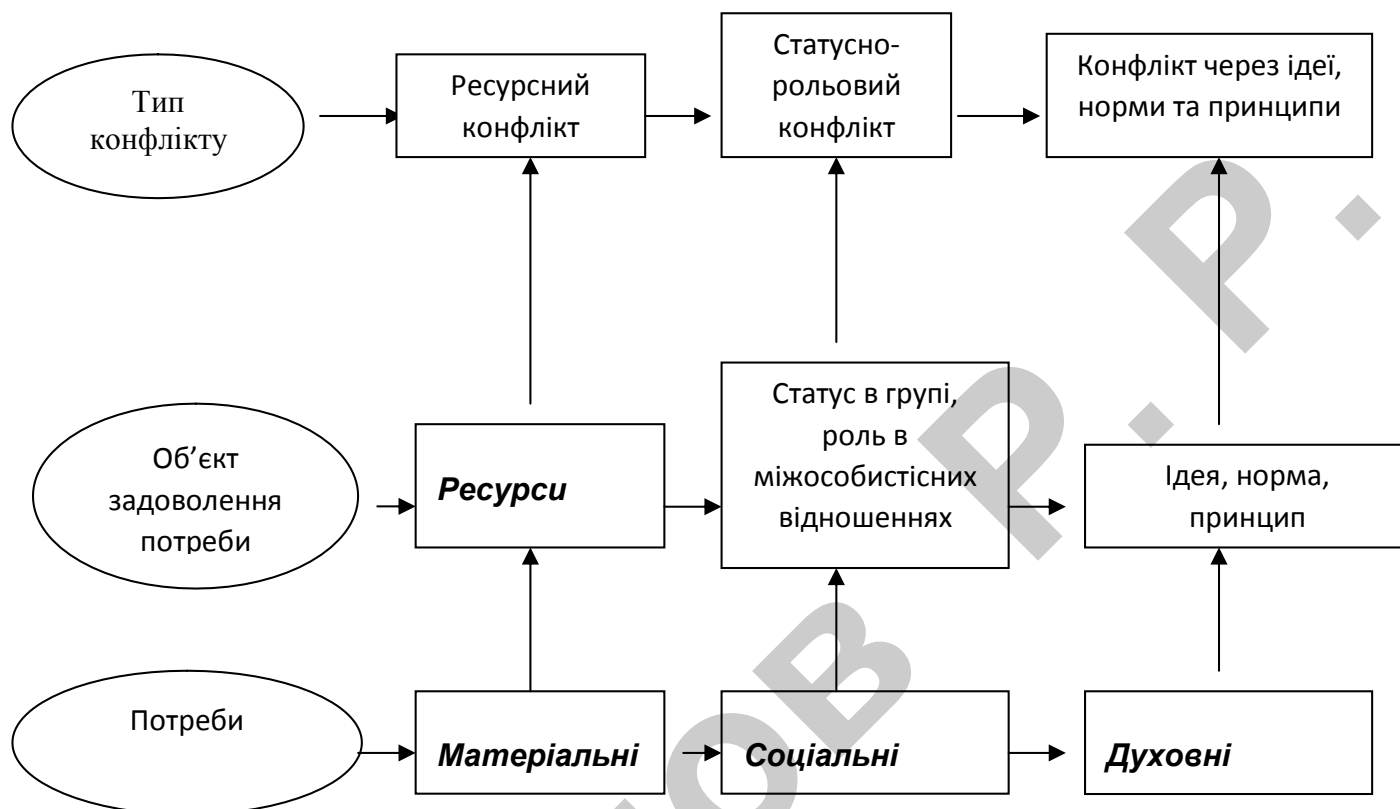 Тип
конфлікту
Ресурсний
конфлікт
Статусно-
рольовий
конфлікт
Конфлікт через ідеї,
норми та принципи
Об’єкт
задоволення
потреби
Ресурси
Статус в групі,
роль в
міжособистісних
відношеннях
Ідея, норма,
принцип
Потреби
Матеріальні
Соціальні
Духовні
ов Р. Р.